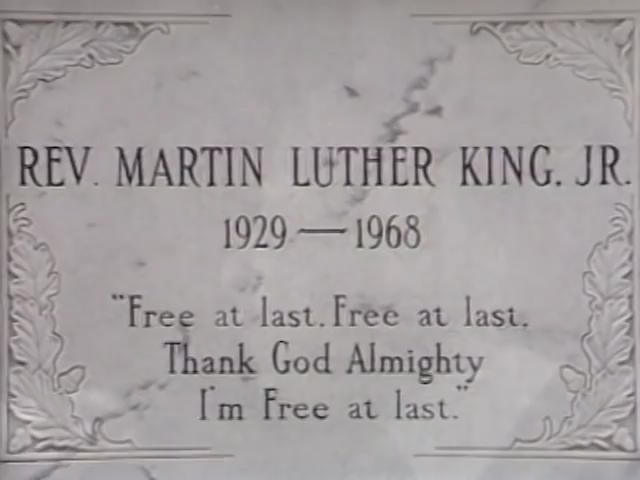 REV. MARTIN LUTHER KING, JR.
1929 — 1968
"Free at last. Free at last.
Thank God Almighty
I'm Free at last."